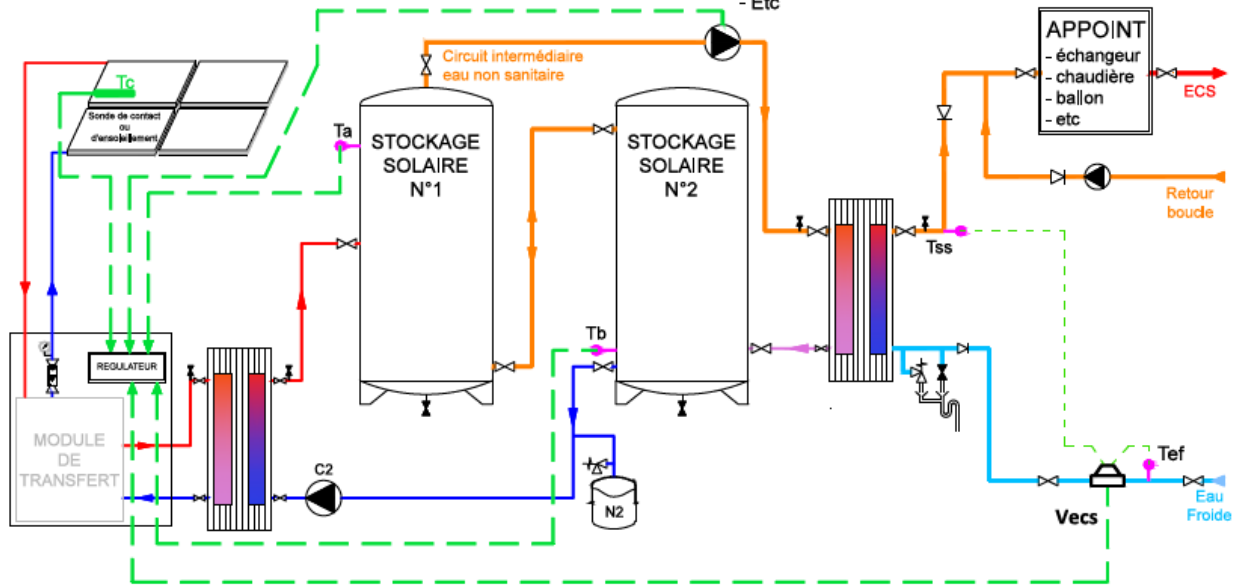 - Etc
Circuit intermédiaire
eau non sanitaire
APPOINT
- échangeur
- chaudière
- ballon
- etc
ECS
Tc
Sonde de contact
ou
d'ensoleillement
Ta
STOCKAGE
SOLAIRE
N°1
STOCKAGE
SOLAIRE
N°2
Retour
boucle
Tss
Tb
REGULATEUR
MODULE
DE
TRANSFERT
C2
N2
Tef
Vecs
Eau
Froide